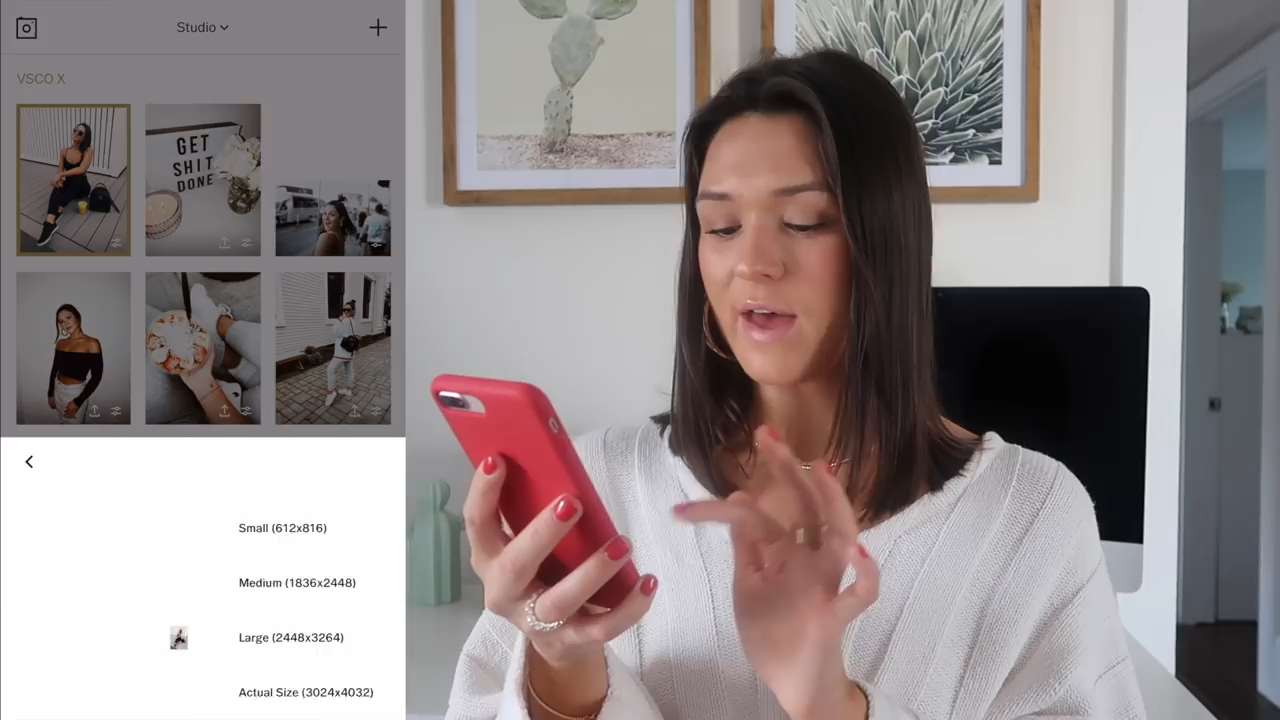 Studio
VSCO X
GET
SHIT
DONE
Small (612x816)
Medium (1836x2448)
Large (2448x3264)
Actual Size (3024x4032)